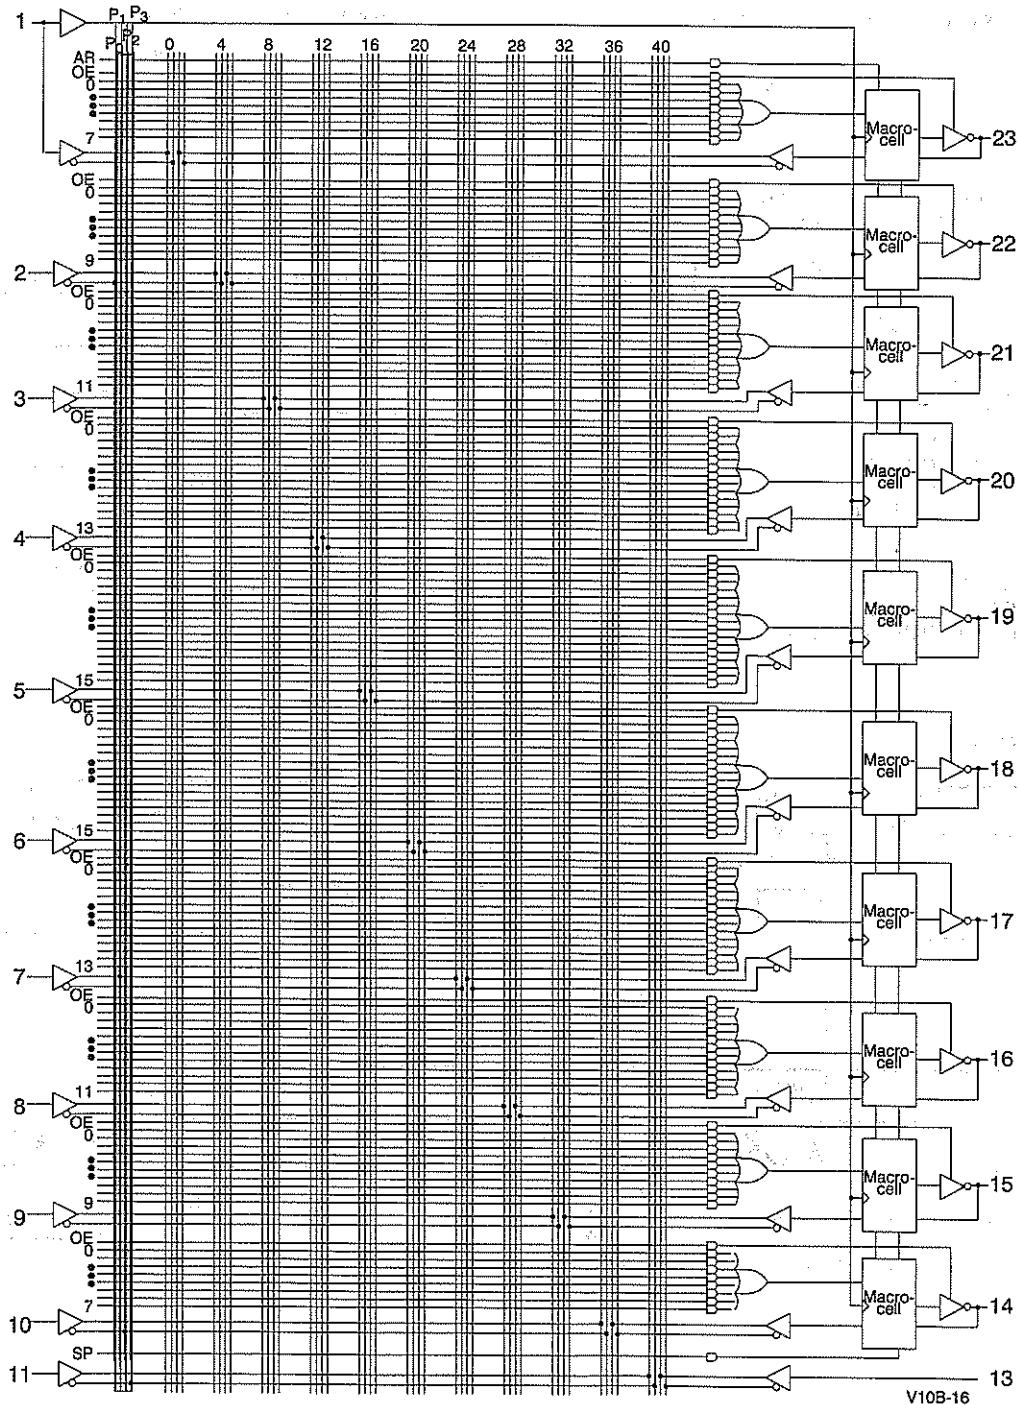 1
P1 P3
P0 P2
0 4 8 12 16 20 24 28 32 36 40
AR
OE
0
7
Macro-
cell
23
OE
0
9
2
Macro-
cell
22
OE
0
11
3
Macro-
cell
21
OE
0
13
4
Macro-
cell
20
OE
0
15
5
Macro-
cell
19
OE
0
15
6
Macro-
cell
18
OE
0
13
7
Macro-
cell
17
OE
0
11
8
Macro-
cell
16
OE
0
9
9
Macro-
cell
15
OE
0
7
10
Macro-
cell
14
SP
11
13
V10B-16